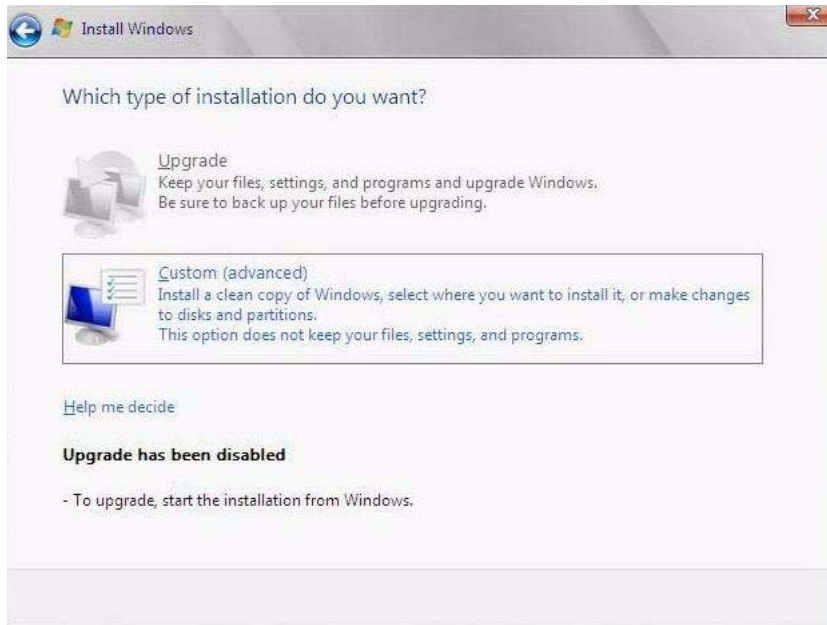 Install Windows
Which type of installation do you want?
Upgrade
Keep your files, settings, and programs and upgrade Windows.
Be sure to back up your files before upgrading.
Custom (advanced)
Install a clean copy of Windows, select where you want to install it, or make changes
to disks and partitions.
This option does not keep your files, settings, and programs.
Help me decide
Upgrade has been disabled
- To upgrade, start the installation from Windows.